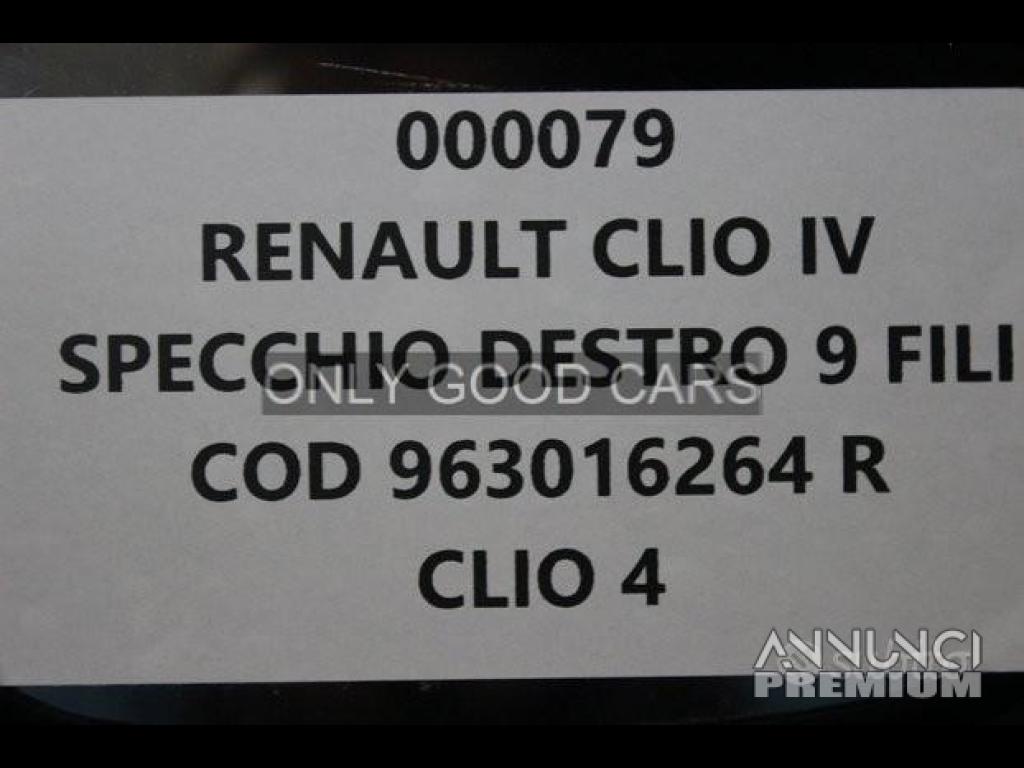 000079
RENAULT CLIO IV
SPECCHIO DESTRO 9 FILI
ONLY GOOD CARS
COD 963016264 R
CLIO 4
ANNUNCI
PREMIUM